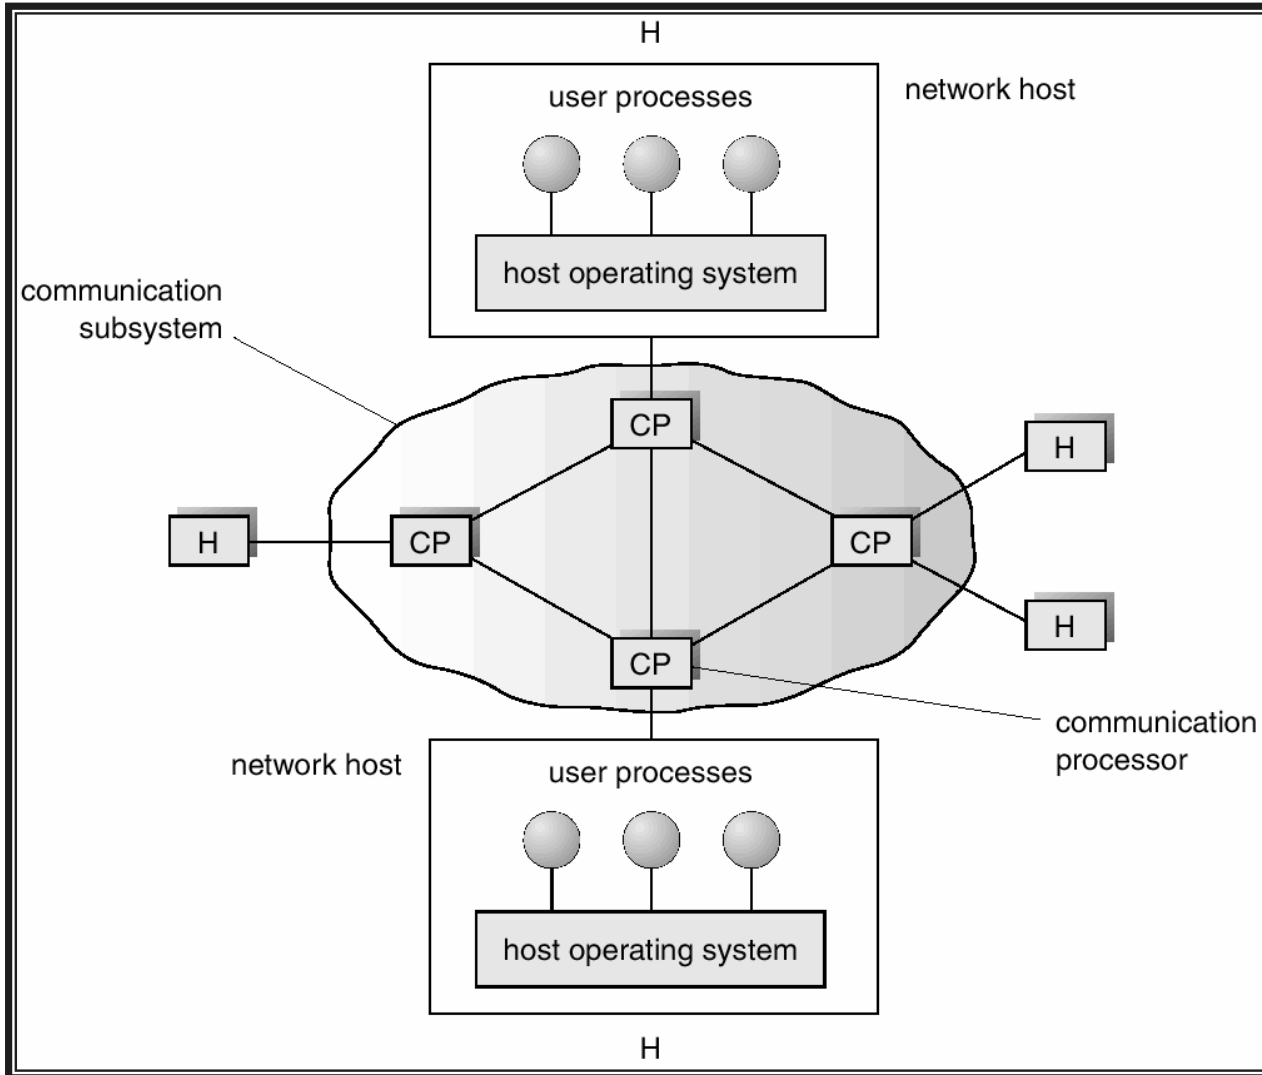 H
network host
user processes
host operating system
communication
subsystem
CP
H
H
CP
CP
H
CP
communication
processor
network host
user processes
host operating system
H